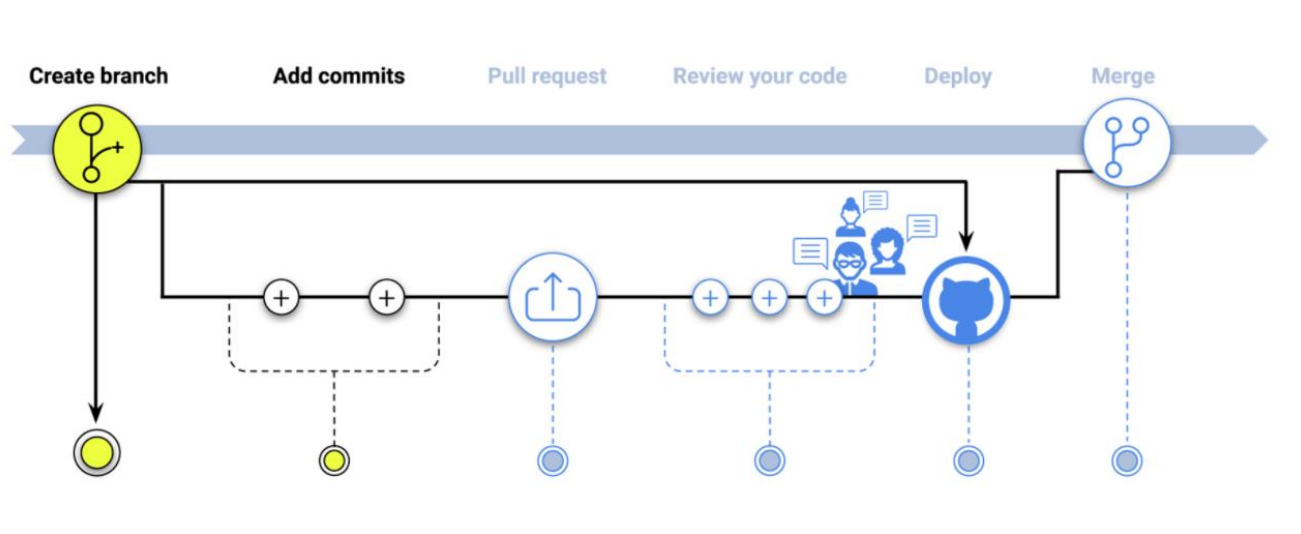 Create branch
Add commits
Pull request
Review your code
Deploy
Merge